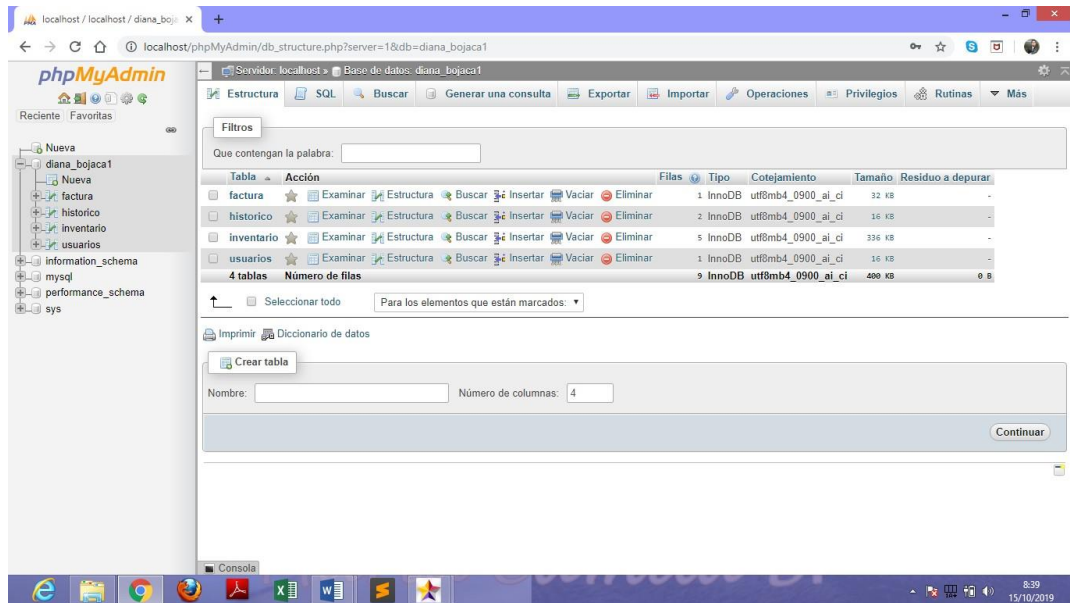 localhost / localhost / diana_boja
localhost/phpMyAdmin/db_structure.php?server=1&db=diana_bojaca1
phpMyAdmin
Reciente Favoritas
Nueva
diana_bojaca1
Nueva
factura
historico
inventario
usuarios
information_schema
mysql
performance_schema
sys
Servidor: localhost » Base de datos: diana_bojaca1
Estructura SQL Buscar Generar una consulta Exportar Importar Operaciones Privilegios Rutinas Más
Filtros
Que contengan la palabra:
Tabla Acción Filas Tipo Cotejamiento Tamaño Residuo a depurar
factura Examinar Estructura Buscar Insertar Vaciar Eliminar 1 InnoDB utf8mb4_0900_ai_ci 32 KB -
historico Examinar Estructura Buscar Insertar Vaciar Eliminar 2 InnoDB utf8mb4_0900_ai_ci 16 KB -
inventario Examinar Estructura Buscar Insertar Vaciar Eliminar 5 InnoDB utf8mb4_0900_ai_ci 336 KB -
usuarios Examinar Estructura Buscar Insertar Vaciar Eliminar 1 InnoDB utf8mb4_0900_ai_ci 16 KB -
4 tablas Número de filas 9 InnoDB utf8mb4_0900_ai_ci 400 KB 0 B
Seleccionar todo Para los elementos que están marcados:
Imprimir Diccionario de datos
Crear tabla
Nombre: Número de columnas: 4
Continuar
Consola
8:39
15/10/2019